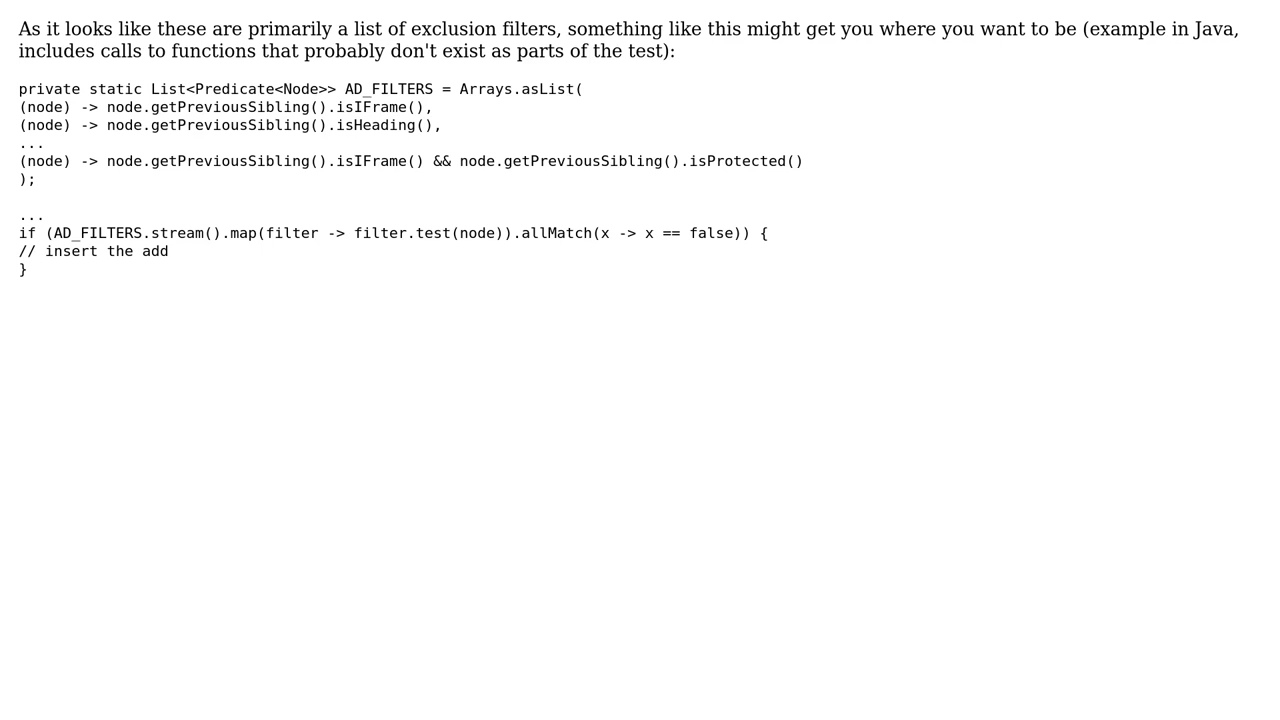 As it looks like these are primarily a list of exclusion filters, something like this might get you where you want to be (example in Java,
includes calls to functions that probably don't exist as parts of the test):
private static List<Predicate<Node>> AD_FILTERS = Arrays.asList(
(node) -> node.getPreviousSibling().isIFrame(),
(node) -> node.getPreviousSibling().isHeading(),
...
(node) -> node.getPreviousSibling().isIFrame() && node.getPreviousSibling().isProtected()
);
...
if (AD_FILTERS.stream().map(filter -> filter.test(node)).allMatch(x -> x == false)) {
// insert the add
}